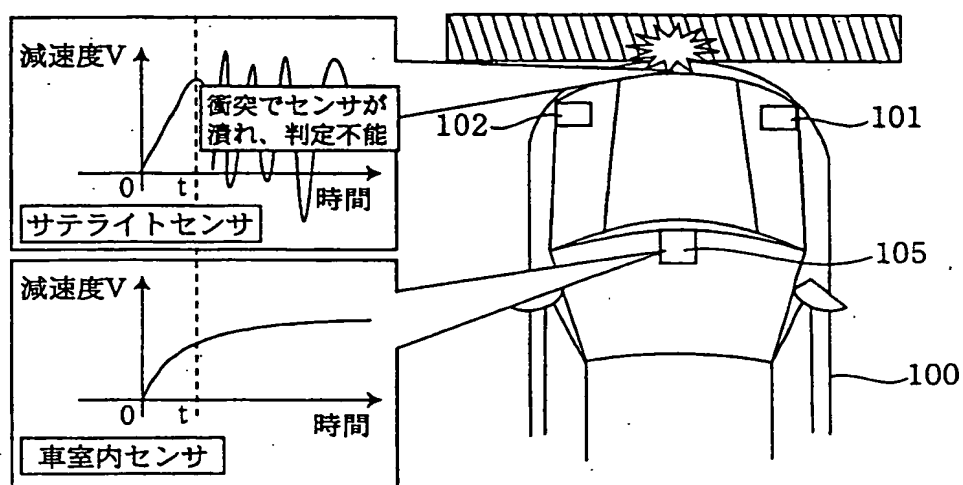 減速度V
衝突でセンサが
潰れ、判定不能
0
t
時間
サテライトセンサ
減速度V
0
t
時間
車室内センサ
102
101
105
100